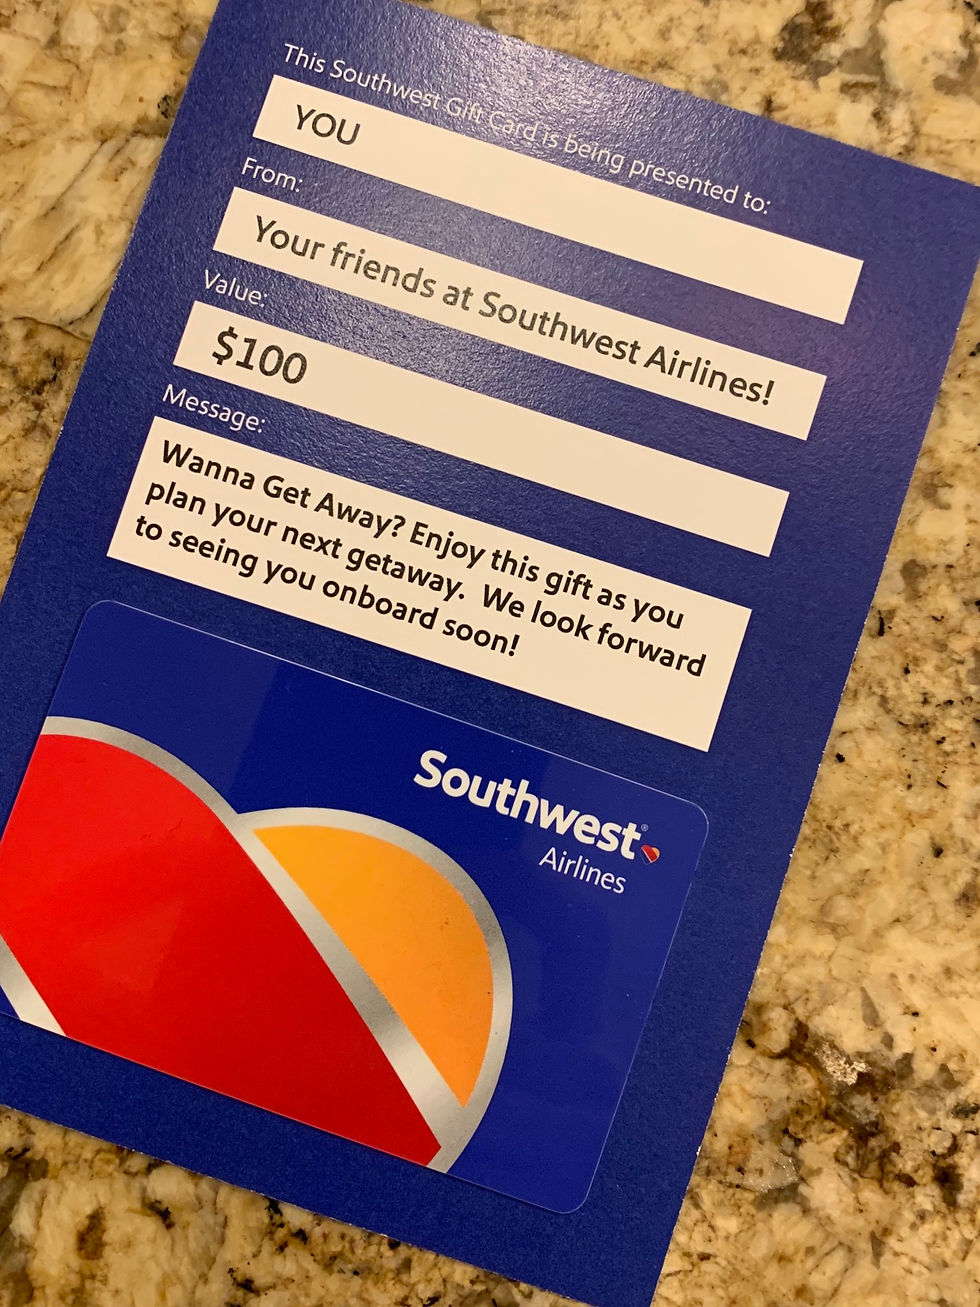 This Southwest Gift Card is being presented to:
YOU
From:
Your friends at Southwest Airlines!
Value:
$100
Message:
Wanna Get Away? Enjoy this gift as you
plan your next getaway. We look forward
to seeing you onboard soon!
Southwest®
Airlines